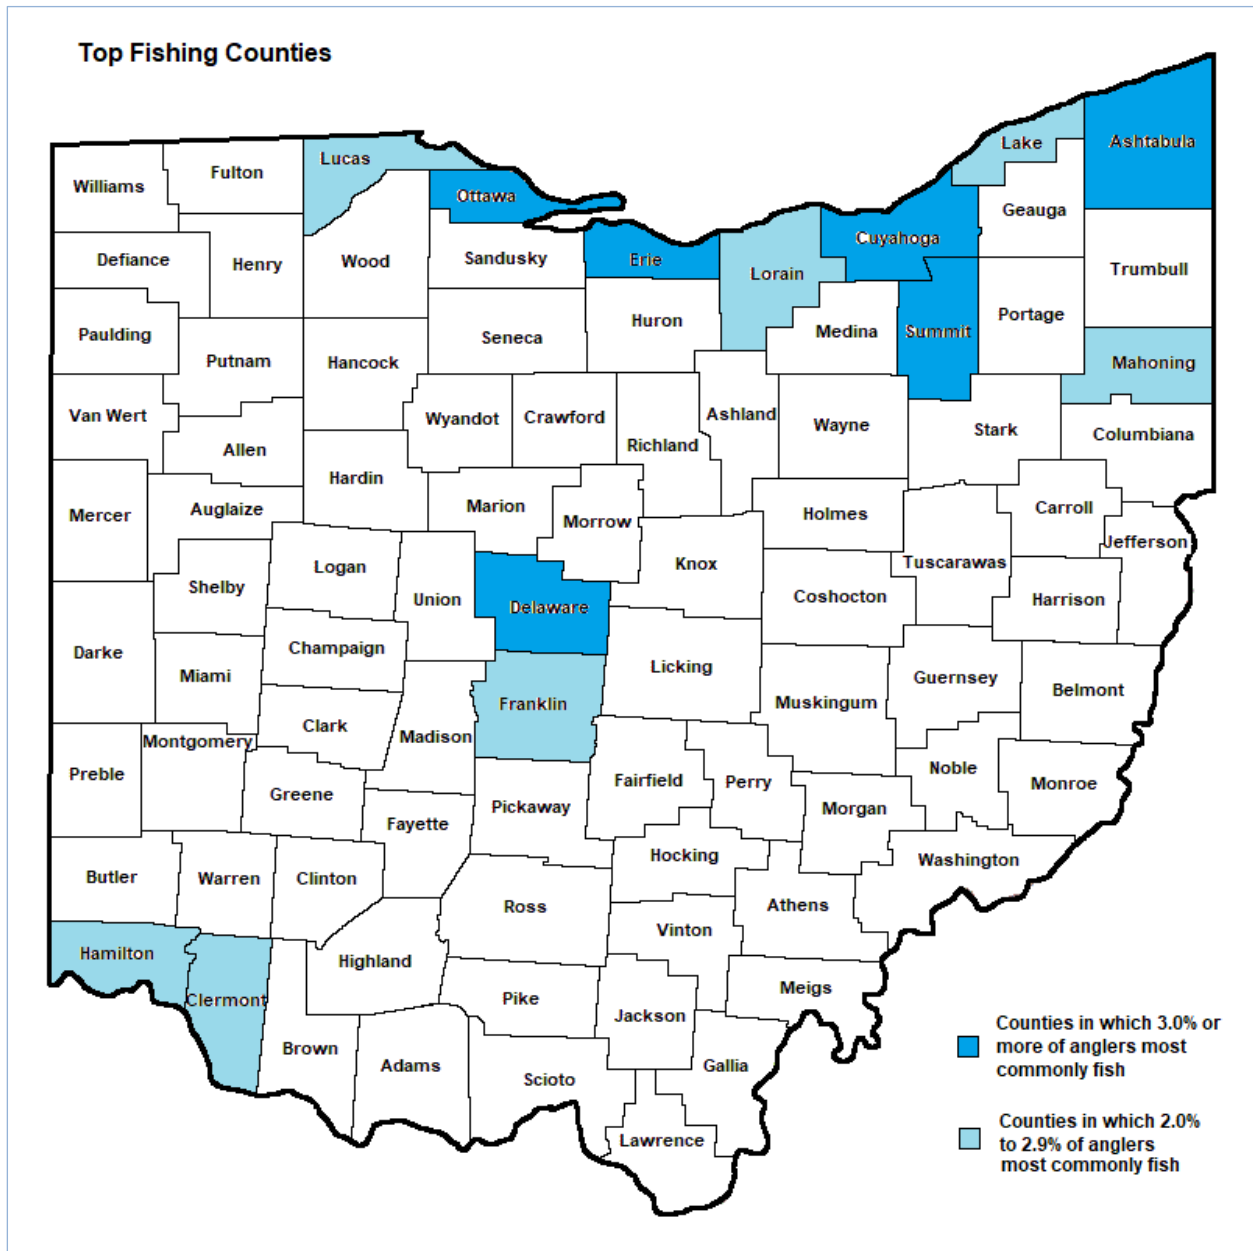 Top Fishing Counties
Williams
Fulton
Lucas
Ottawa
Lake
Ashtabula
Geauga
Defiance
Henry
Wood
Sandusky
Erie
Lorain
Cuyahoga
Trumbull
Paulding
Putnam
Hancock
Seneca
Huron
Medina
Summit
Portage
Mahoning
Van Wert
Allen
Wyandot
Crawford
Richland
Ashland
Wayne
Stark
Columbiana
Mercer
Auglaize
Hardin
Marion
Morrow
Holmes
Carroll
Jefferson
Shelby
Logan
Union
Delaware
Knox
Coshocton
Tuscarawas
Harrison
Darke
Miami
Champaign
Franklin
Licking
Muskingum
Guernsey
Belmont
Montgomery
Clark
Madison
Preble
Greene
Fayette
Pickaway
Fairfield
Perry
Morgan
Noble
Monroe
Butler
Warren
Clinton
Ross
Hocking
Athens
Washington
Hamilton
Clermont
Highland
Vinton
Pike
Jackson
Meigs
Brown
Adams
Scioto
Gallia
Lawrence
Counties in which 3.0% or
more of anglers most
commonly fish
Counties in which 2.0%
to 2.9% of anglers
most commonly fish